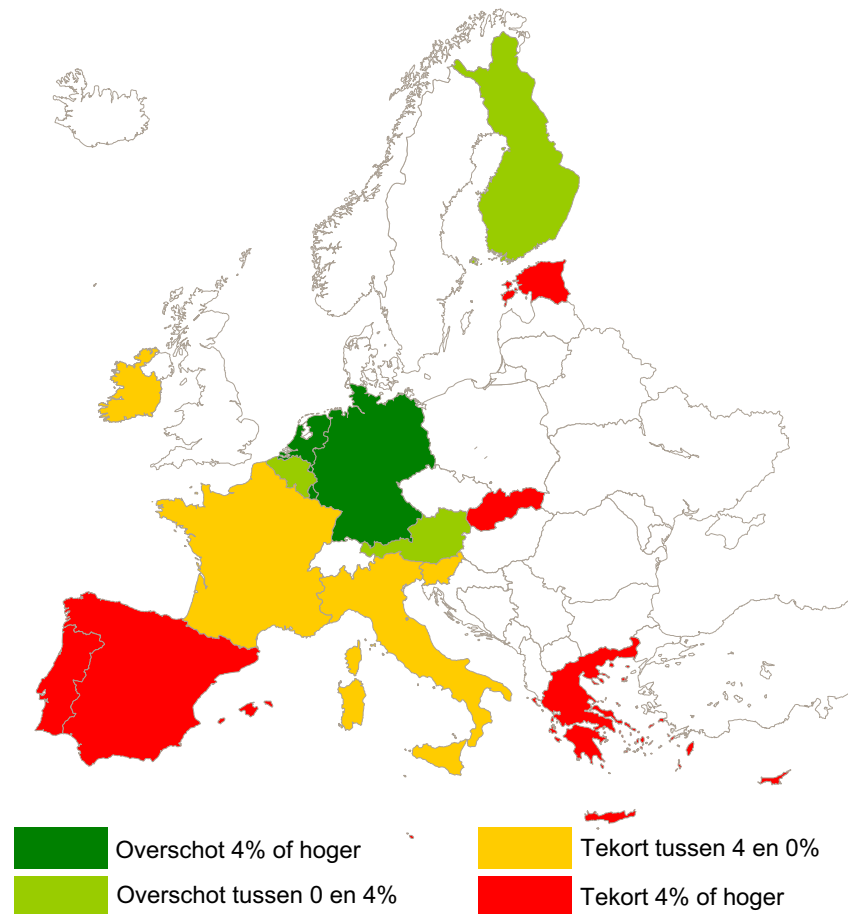 Overschot 4% of hoger
Tekort tussen 4 en 0%
Overschot tussen 0 en 4%
Tekort 4% of hoger